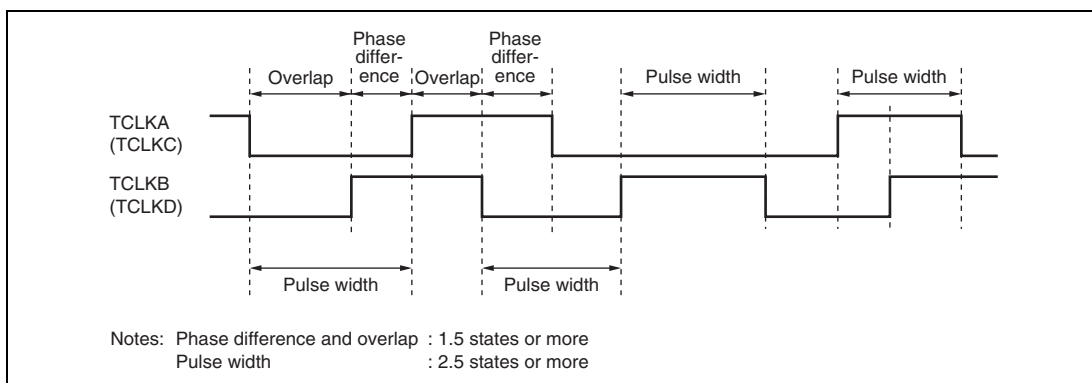 Phase
differ-
ence
Phase
differ-
ence
Overlap
Overlap
Pulse width
Pulse width
TCLKA
(TCLKC)
TCLKB
(TCLKD)
Pulse width
Pulse width
Notes: Phase difference and overlap : 1.5 states or more
Pulse width : 2.5 states or more